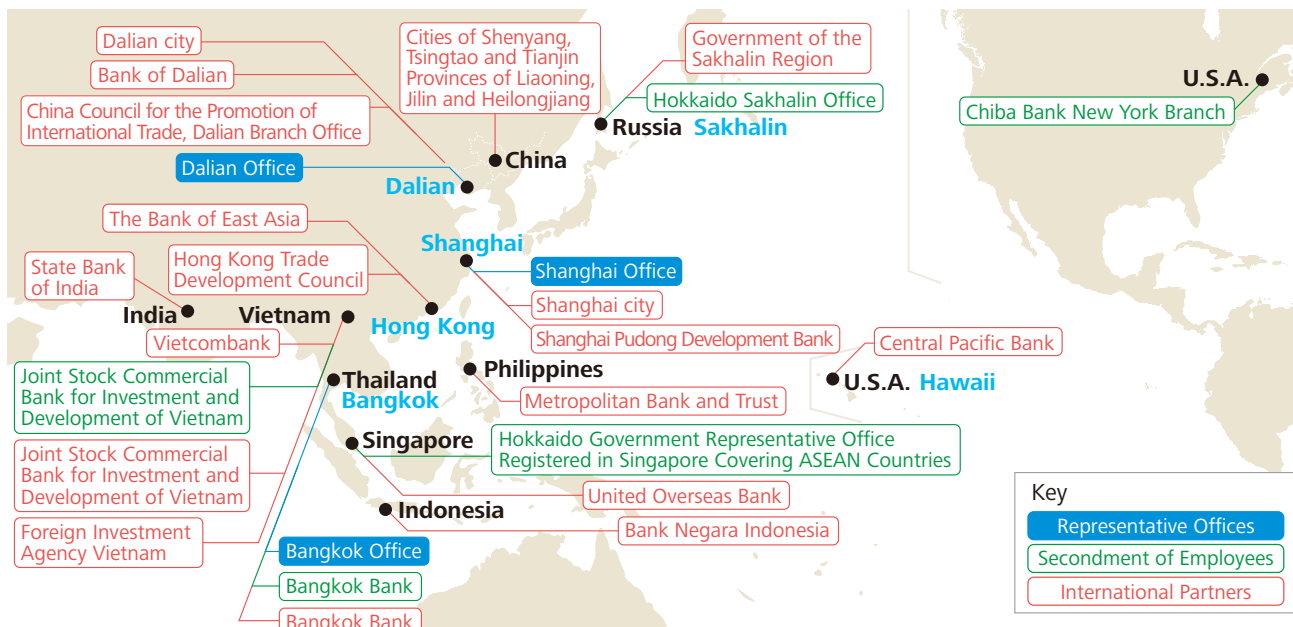 Dalian city
Bank of Dalian
China Council for the Promotion of
International Trade, Dalian Branch Office
Dalian Office
Dalian
Cities of Shenyang,
Tsingtao and Tianjin
Provinces of Liaoning,
Jilin and Heilongjiang
China
Government of the
Sakhalin Region
Hokkaido Sakhalin Office
Russia Sakhalin
U.S.A.
Chiba Bank New York Branch
The Bank of East Asia
Hong Kong Trade
Development Council
Hong Kong
Shanghai
Shanghai Office
Shanghai city
Shanghai Pudong Development Bank
State Bank
of India
India
Vietnam
Vietcombank
Joint Stock Commercial
Bank for Investment and
Development of Vietnam
Joint Stock Commercial
Bank for Investment and
Development of Vietnam
Foreign Investment
Agency Vietnam
Thailand
Bangkok
Bangkok Office
Bangkok Bank
Bangkok Bank
Philippines
Metropolitan Bank and Trust
Singapore
Hokkaido Government Representative Office
Registered in Singapore Covering ASEAN Countries
United Overseas Bank
Indonesia
Bank Negara Indonesia
Central Pacific Bank
U.S.A. Hawaii
Key
Representative Offices
Secondment of Employees
International Partners